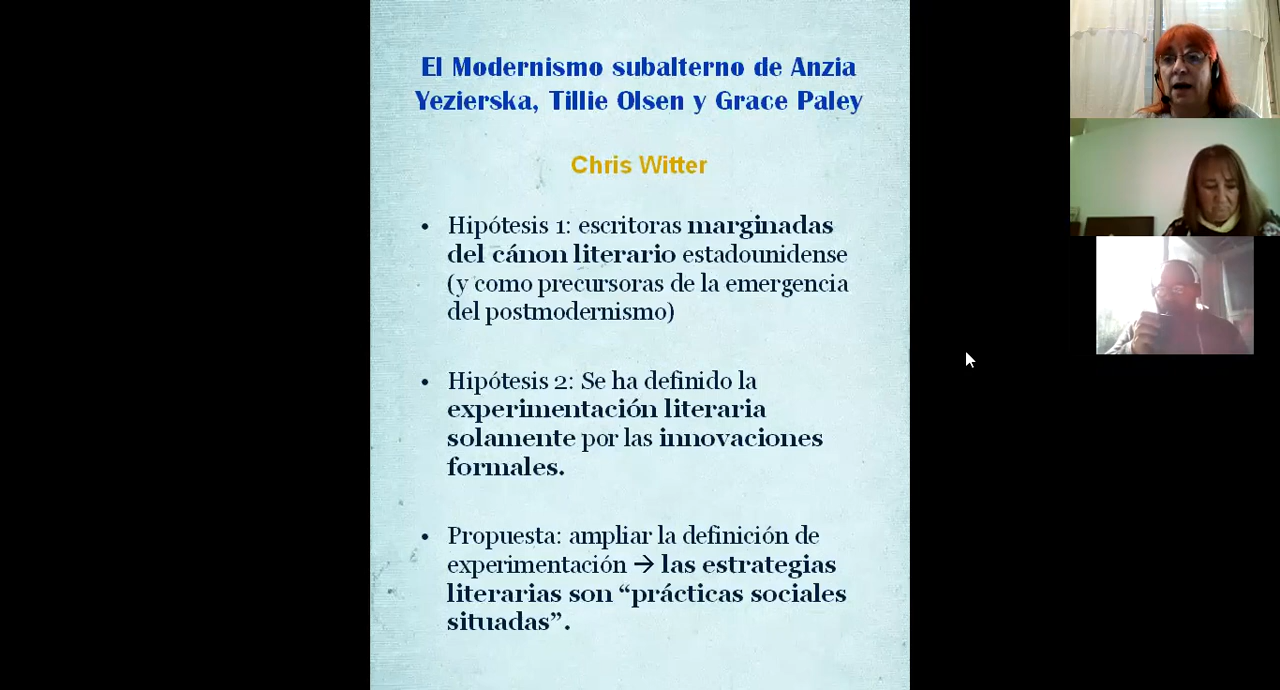 El Modernismo subalterno de Anzia
Yezierska, Tillie Olsen y Grace Paley
Chris Witter
• Hipótesis 1: escritoras marginadas
del cánon literario estadounidense
(y como precursoras de la emergencia
del postmodernismo)
• Hipótesis 2: Se ha definido la
experimentación literaria
solamente por las innovaciones
formales.
• Propuesta: ampliar la definición de
experimentación → las estrategias
literarias son “prácticas sociales
situadas”.